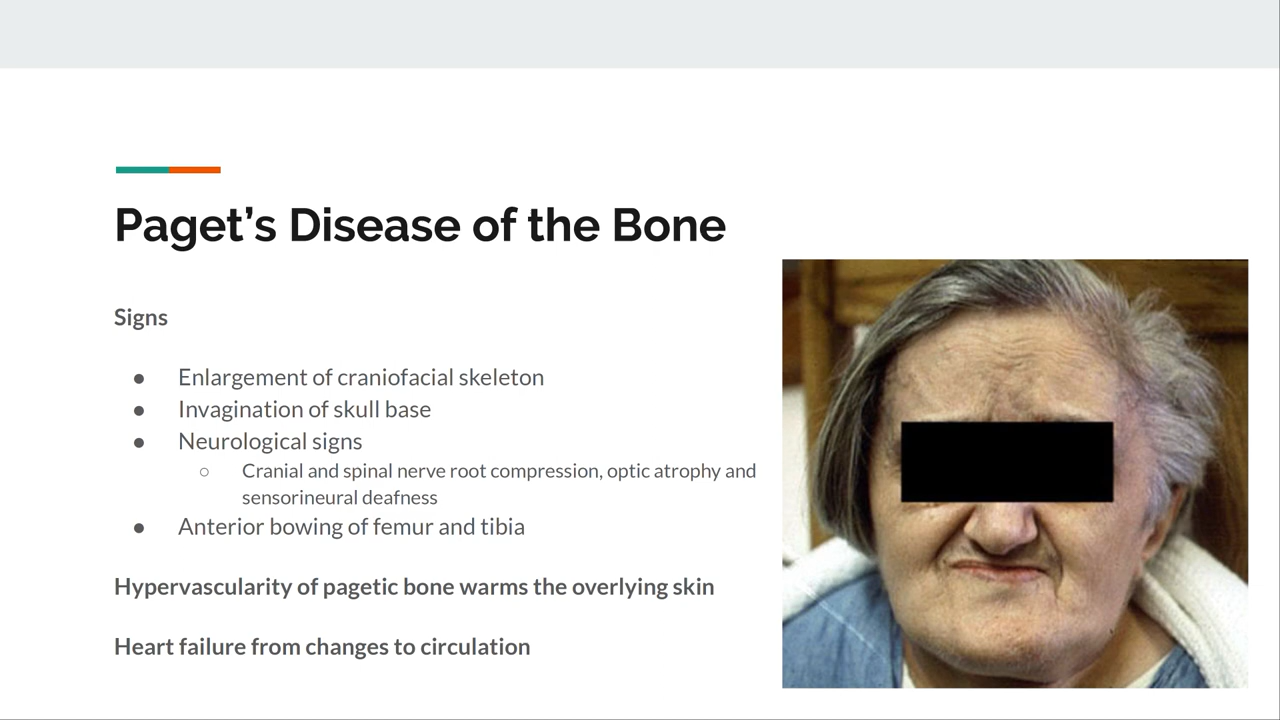 Paget’s Disease of the Bone
Signs
● Enlargement of craniofacial skeleton
● Invagination of skull base
● Neurological signs
○ Cranial and spinal nerve root compression, optic atrophy and
sensorineural deafness
● Anterior bowing of femur and tibia
Hypervascularity of pagetic bone warms the overlying skin
Heart failure from changes to circulation